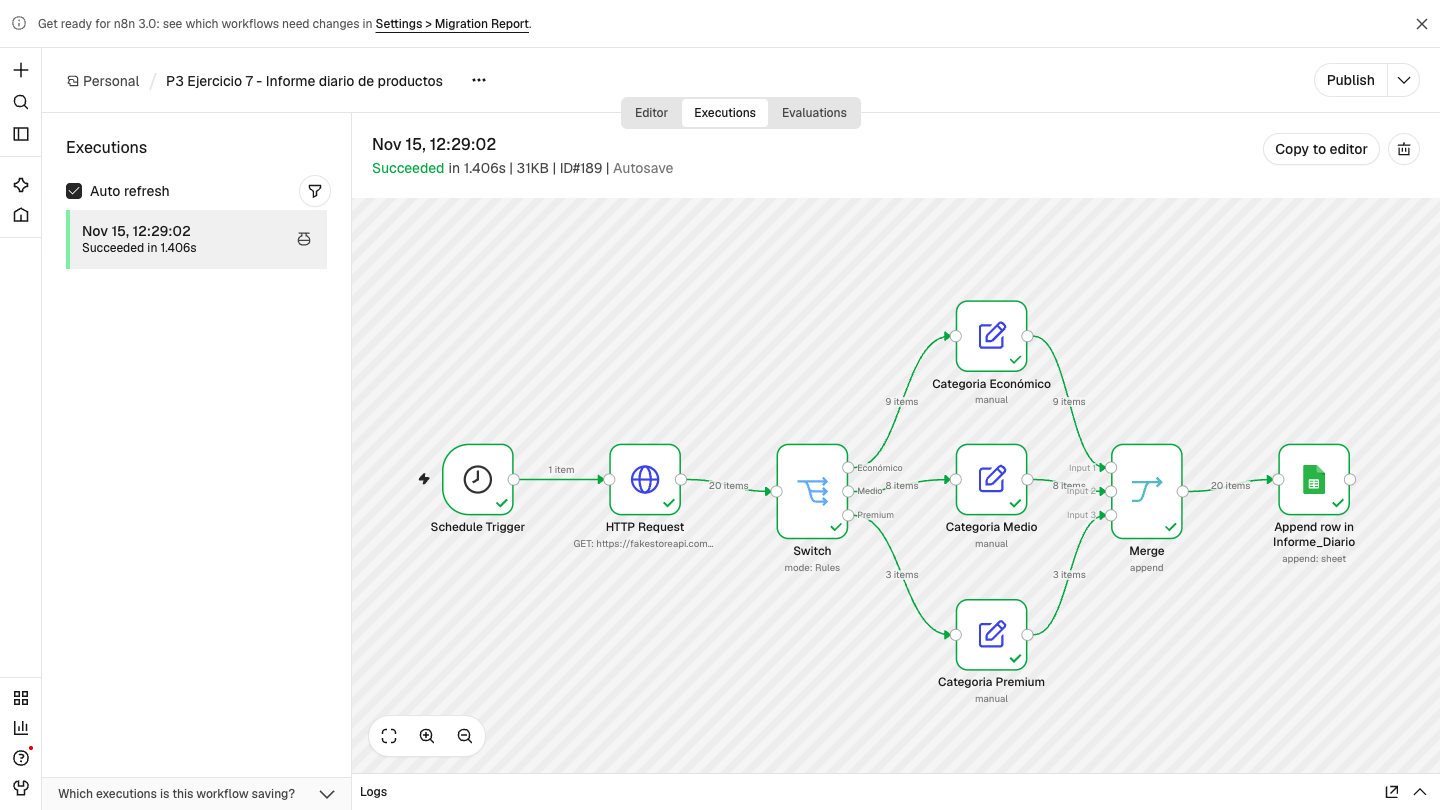 Get ready for n8n 3.0: see which workflows need changes in Settings > Migration Report.
Personal / P3 Ejercicio 7 - Informe diario de productos
Publish
Editor
Executions
Evaluations
Executions
Auto refresh
Nov 15, 12:29:02
Succeeded in 1.406s
Which executions is this workflow saving?
Nov 15, 12:29:02
Succeeded in 1.406s | 31KB | ID#189 | Autosave
Copy to editor
Schedule Trigger
1 item
HTTP Request
GET: https://fakestoreapi.com...
20 items
Switch
mode: Rules
Económico
Medio
Premium
9 items
8 items
3 items
Categoria Económico
manual
Categoria Medio
manual
Categoria Premium
manual
9 items
8 items
3 items
Input 1
Input 2
Input 3
Merge
append
20 items
Append row in
Informe_Diario
append: sheet
Logs